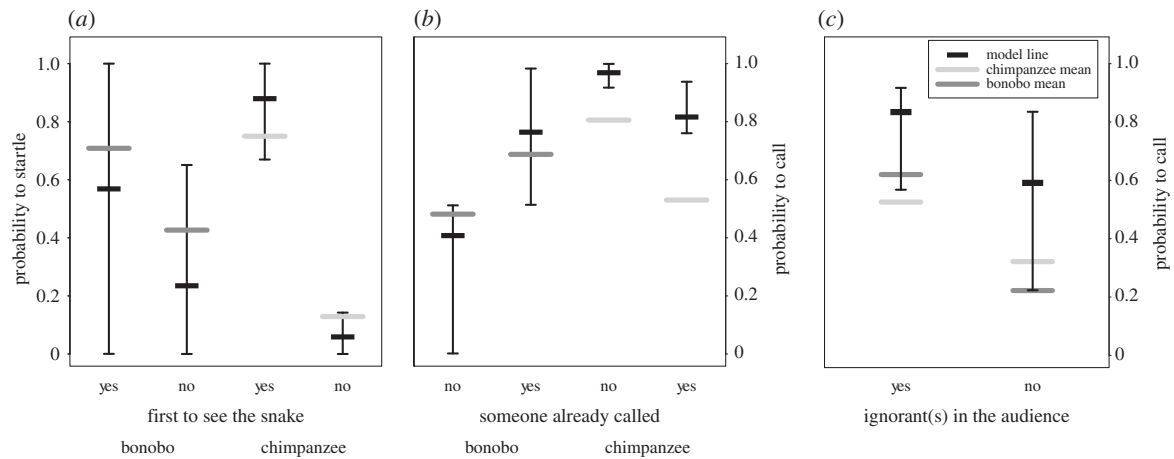 (a)
(b)
(c)
probability to startle
1.0
0.8
0.6
0.4
0.2
0
yes
no
yes
no
first to see the snake
bonobo
chimpanzee
1.0
0.8
0.6
0.4
0.2
0
probability to call
no
yes
no
yes
someone already called
bonobo
chimpanzee
model line
chimpanzee mean
bonobo mean
1.0
0.8
0.6
0.4
0.2
0
probability to call
yes
no
ignorant(s) in the audience